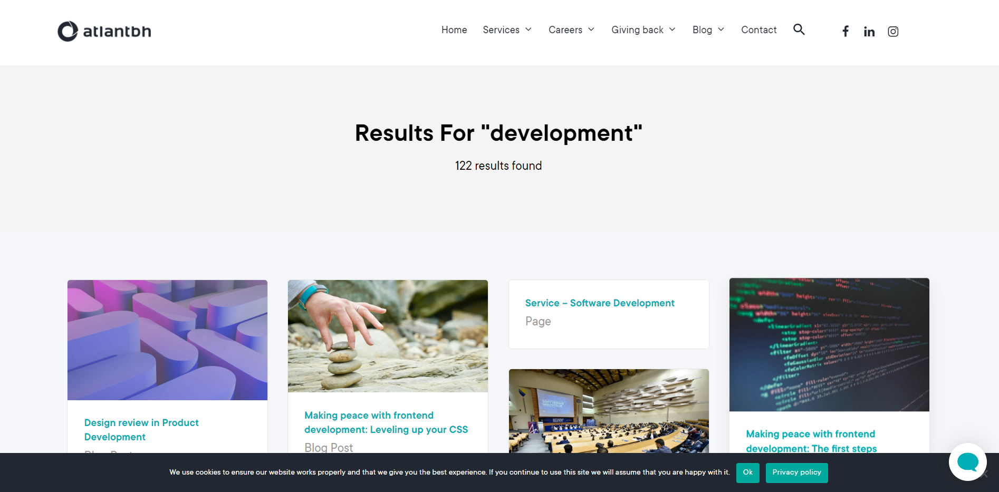 atlantbh
Home Services Careers Giving back Blog Contact
Results For "development"
122 results found
Design review in Product
Development
Blog Post
Making peace with frontend
development: Leveling up your CSS
Blog Post
Service – Software Development
Page
Making peace with frontend
development: The first steps
We use cookies to ensure our website works properly and that we give you the best experience. If you continue to use this site we will assume that you are happy with it. Ok Privacy policy